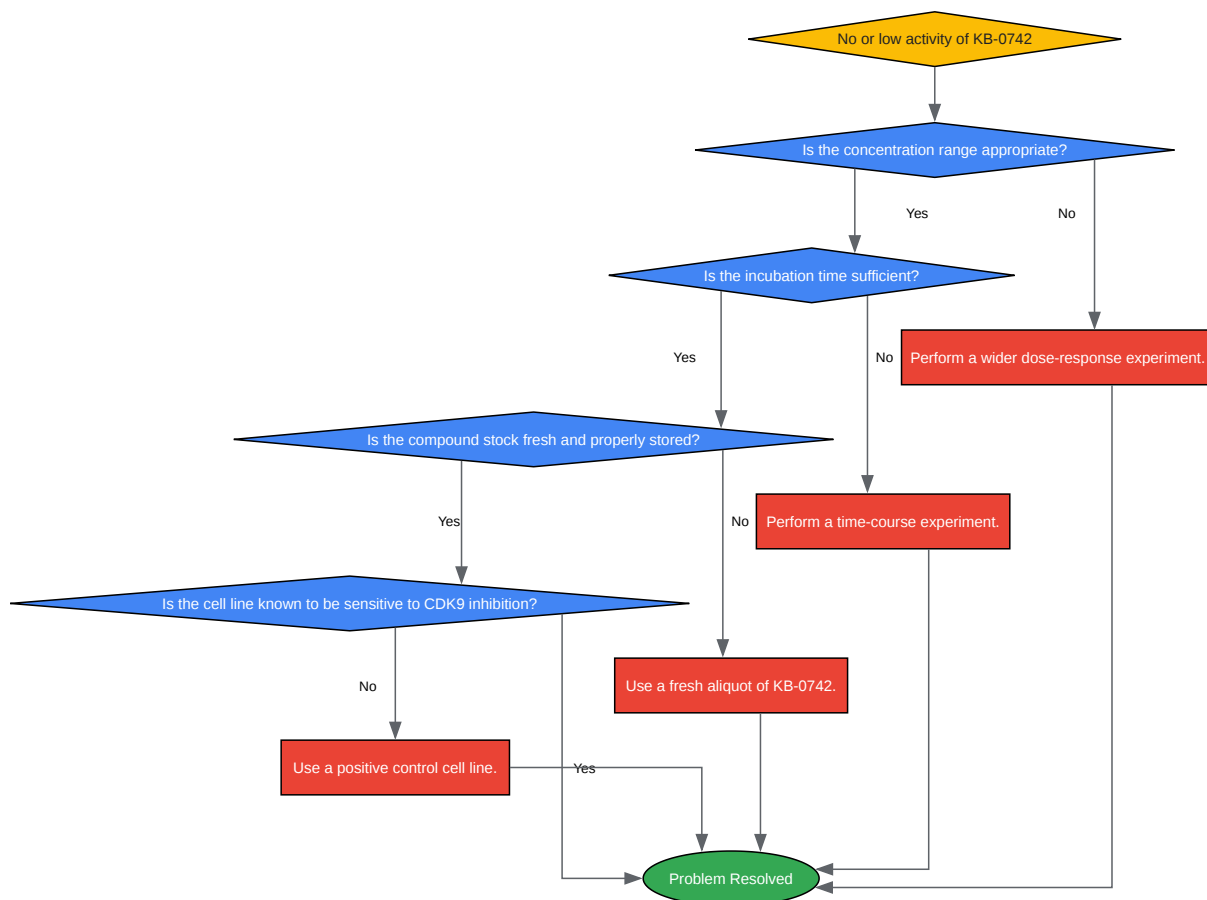 No or low activity of KB-0742
Is the concentration range appropriate?
Yes
No
Is the incubation time sufficient?
Yes
No
Perform a wider dose-response experiment.
Is the compound stock fresh and properly stored?
Yes
No
Perform a time-course experiment.
Is the cell line known to be sensitive to CDK9 inhibition?
No
Use a fresh aliquot of KB-0742.
Use a positive control cell line.
Yes
Problem Resolved